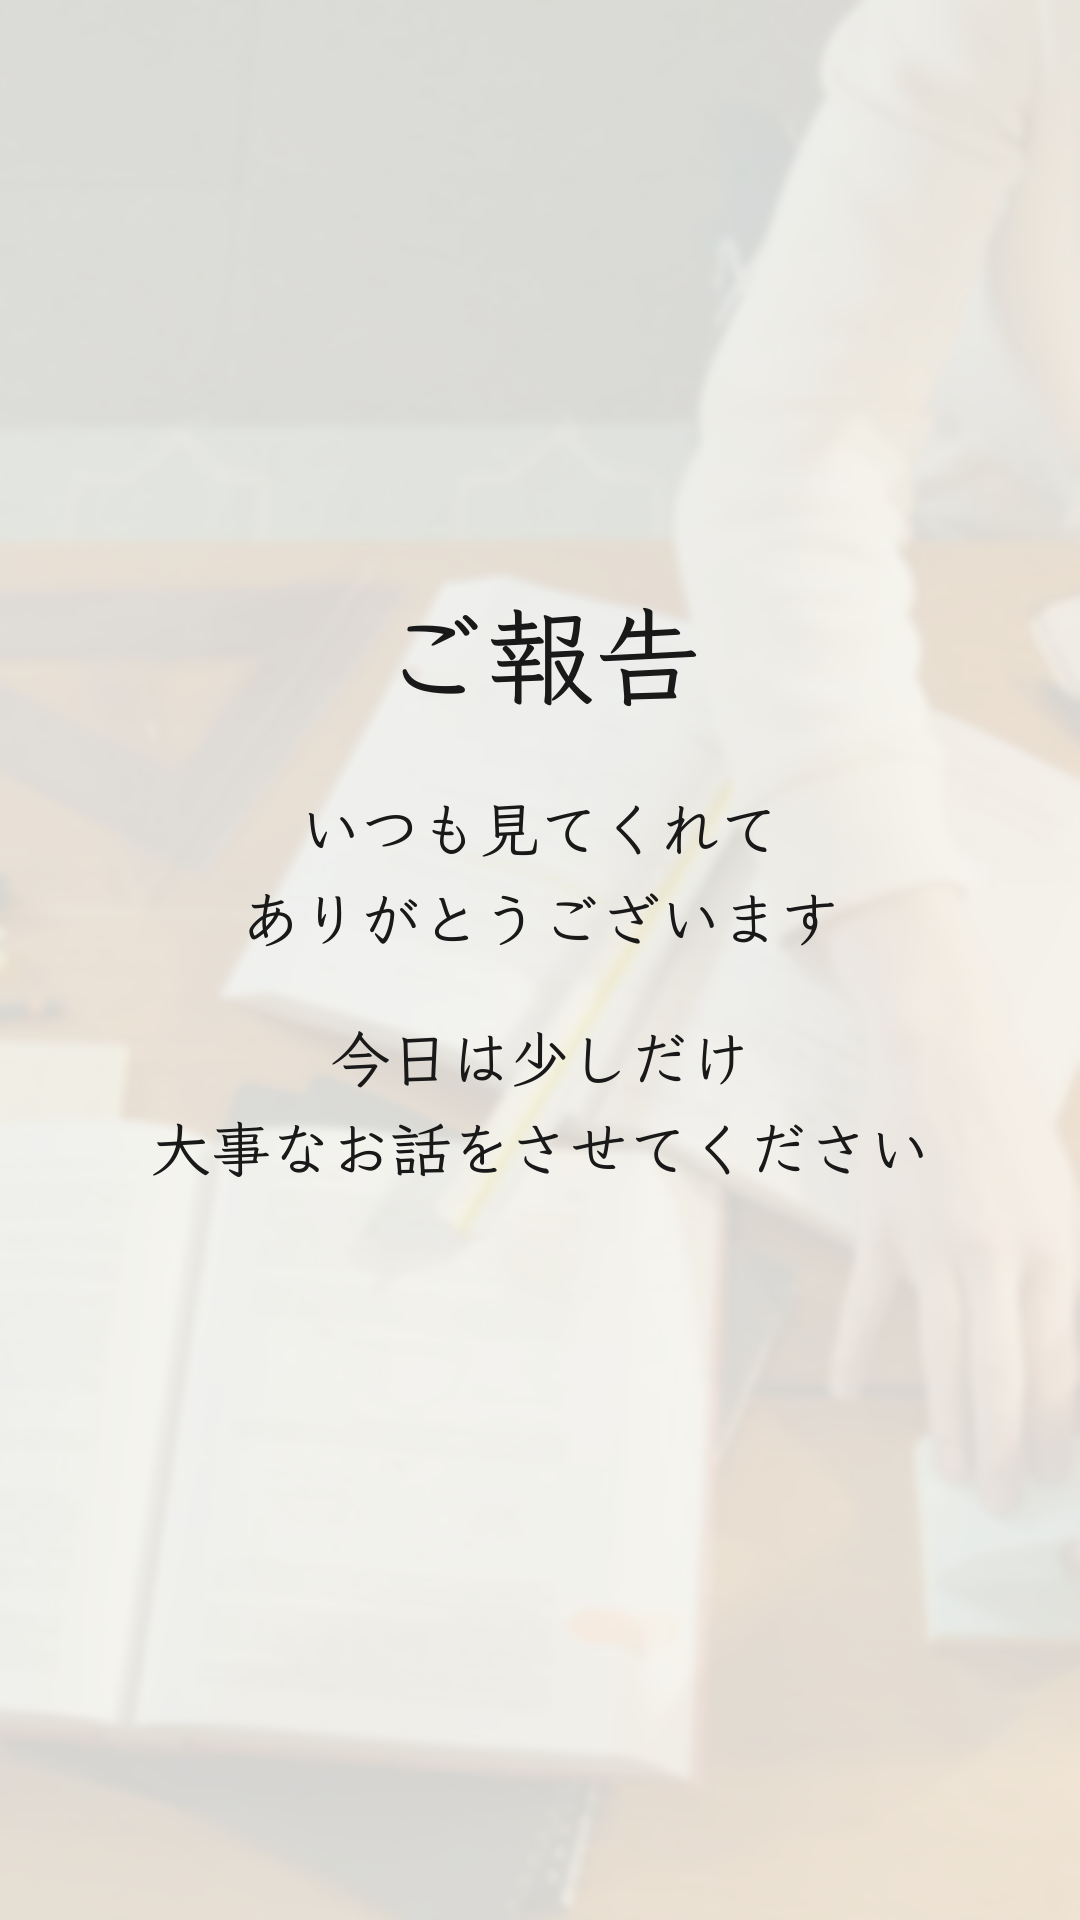 ご報告
いつも見てくれて
ありがとうございます
今日は少しだけ
大事なお話をさせてください